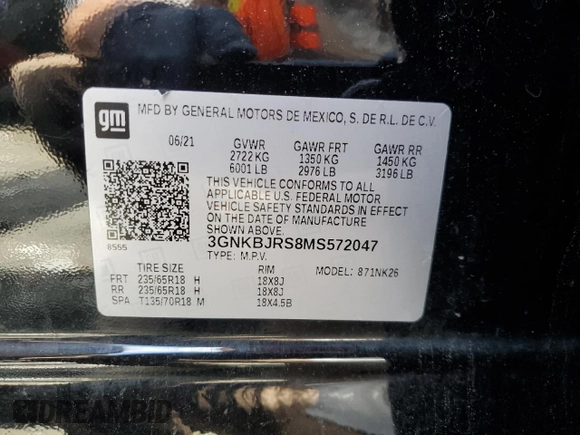 gm
MFD BY GENERAL MOTORS DE MEXICO, S. DE R.L. DE C.V.
06/21 GVWR GAWR FRT GAWR RR
2722 KG 1350 KG 1450 KG
6001 LB 2976 LB 3196 LB
THIS VEHICLE CONFORMS TO ALL
APPLICABLE U.S. FEDERAL MOTOR
VEHICLE SAFETY STANDARDS IN EFFECT
ON THE DATE OF MANUFACTURE
SHOWN ABOVE.
8555
3GNKBJRS8MS572047
TYPE: M.P.V. MODEL: 871NK26
TIRE SIZE RIM
FRT 235/65R18 H 18X8J
RR 235/65R18 H 18X8J
SPA T135/70R18 M 18X4.5B
IDREAMBID